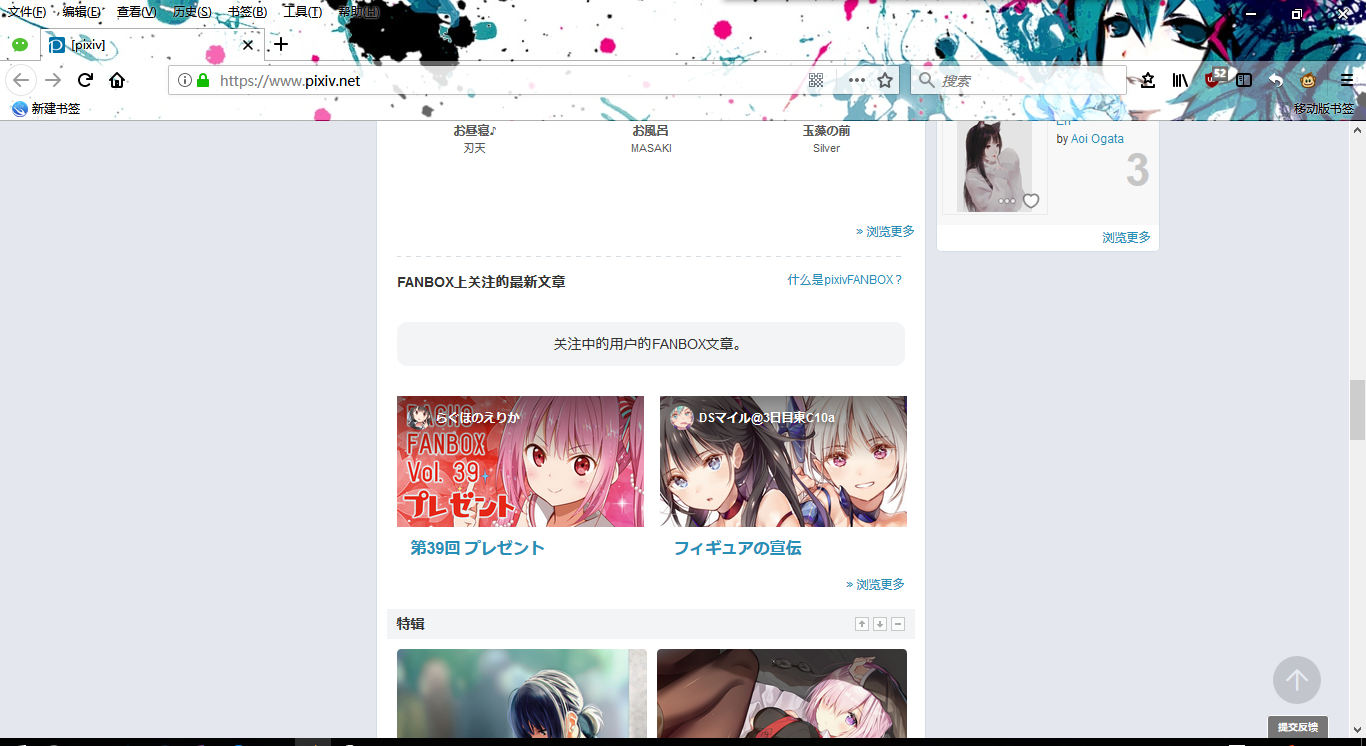 文件(F) 编辑(E) 查看(V) 历史(S) 书签(B) 工具(T) 帮助(H)
[pixiv]
https://www.pixiv.net
搜索
52
新建书签
移动版书签
お昼寝♪
刃天
お風呂
MASAKI
玉藻の前
Silver
» 浏览更多
by Aoi Ogata
3
浏览更多
FANBOX上关注的最新文章
什么是pixivFANBOX？
关注中的用户的FANBOX文章。
らぐほのえりか
FANBOX
Vol. 39
プレゼント
第39回 プレゼント
DSマイル@3日目東C10a
フィギュアの宣伝
» 浏览更多
特辑
提交反馈